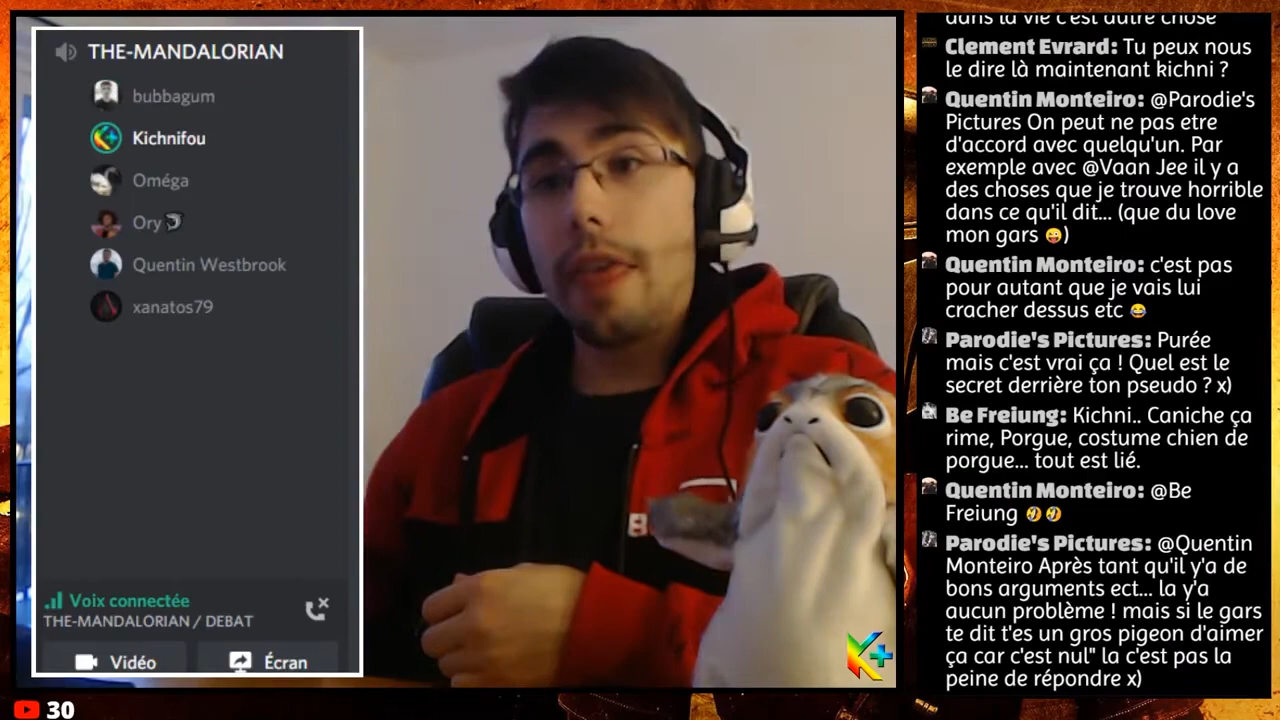 THE-MANDALORIAN
bubbagum
Kichnifou
Oméga
Ory
Quentin Westbrook
xanatos79
Voix connectée
THE-MANDALORIAN / DEBAT
Vidéo
Écran
K+
30
dans la vie c'est autre chose
Clement Evrard: Tu peux nous
le dire là maintenant kichni ?
Quentin Monteiro: @Parodie's
Pictures On peut ne pas etre
d'accord avec quelqu'un. Par
exemple avec @Vaan Jee il y a
des choses que je trouve horrible
dans ce qu'il dit... (que du love
mon gars 😜)
Quentin Monteiro: c'est pas
pour autant que je vais lui
cracher dessus etc 😂
Parodie's Pictures: Purée
mais c'est vrai ça ! Quel est le
secret derrière ton pseudo ? x)
Be Freiung: Kichni.. Caniche ça
rime, Porgue, costume chien de
porgue... tout est lié.
Quentin Monteiro: @Be
Freiung 🤣🤣
Parodie's Pictures: @Quentin
Monteiro Après tant qu'il y'a de
bons arguments ect... la y'a
aucun problème ! mais si le gars
te dit t'es un gros pigeon d'aimer
ça car c'est nul" la c'est pas la
peine de répondre x)